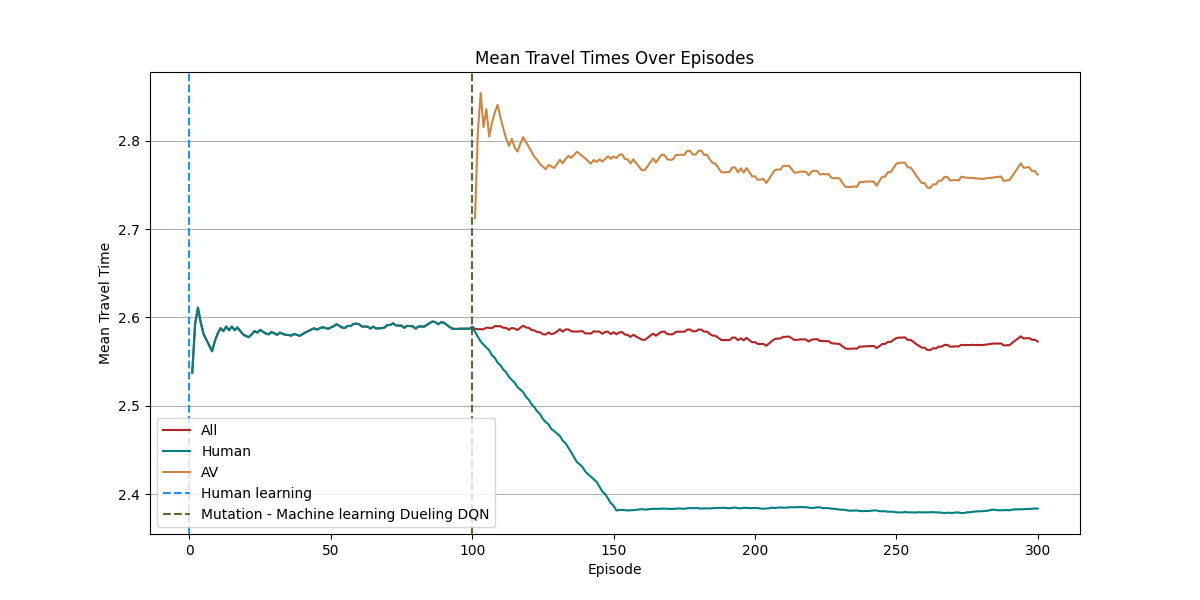 Mean Travel Times Over Episodes
Mean Travel Time
2.8
2.7
2.6
2.5
2.4
All
Human
AV
Human learning
Mutation - Machine learning Dueling DQN
0 50 100 150 200 250 300
Episode